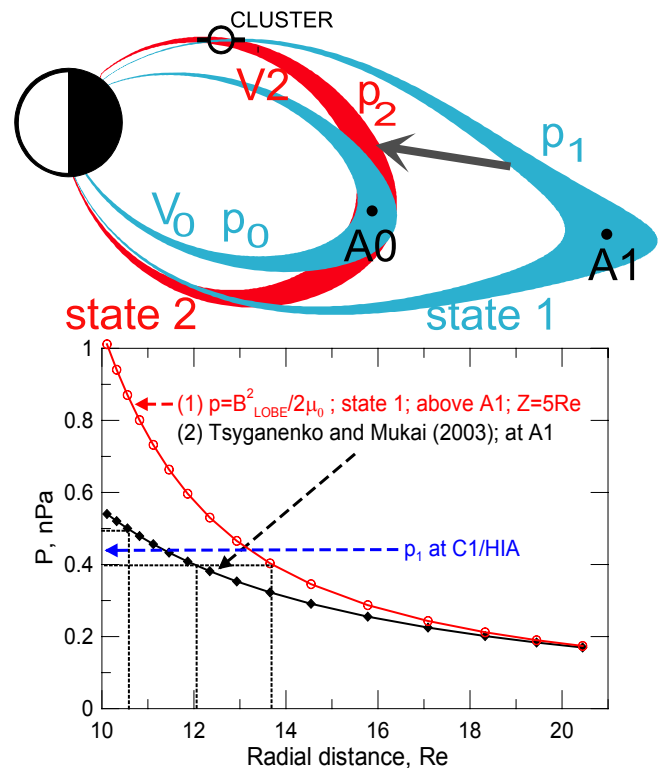 CLUSTER
V2
p2
p1
V0 p0
A0
A1
state 2
state 1
1
(1) p=B²LOBE/2μ0 ; state 1; above A1; Z=5Re
(2) Tsyganenko and Mukai (2003); at A1
0.8
0.6
p1 at C1/HIA
0.4
0.2
0
P, nPa
10 12 14 16 18 20
Radial distance, Re